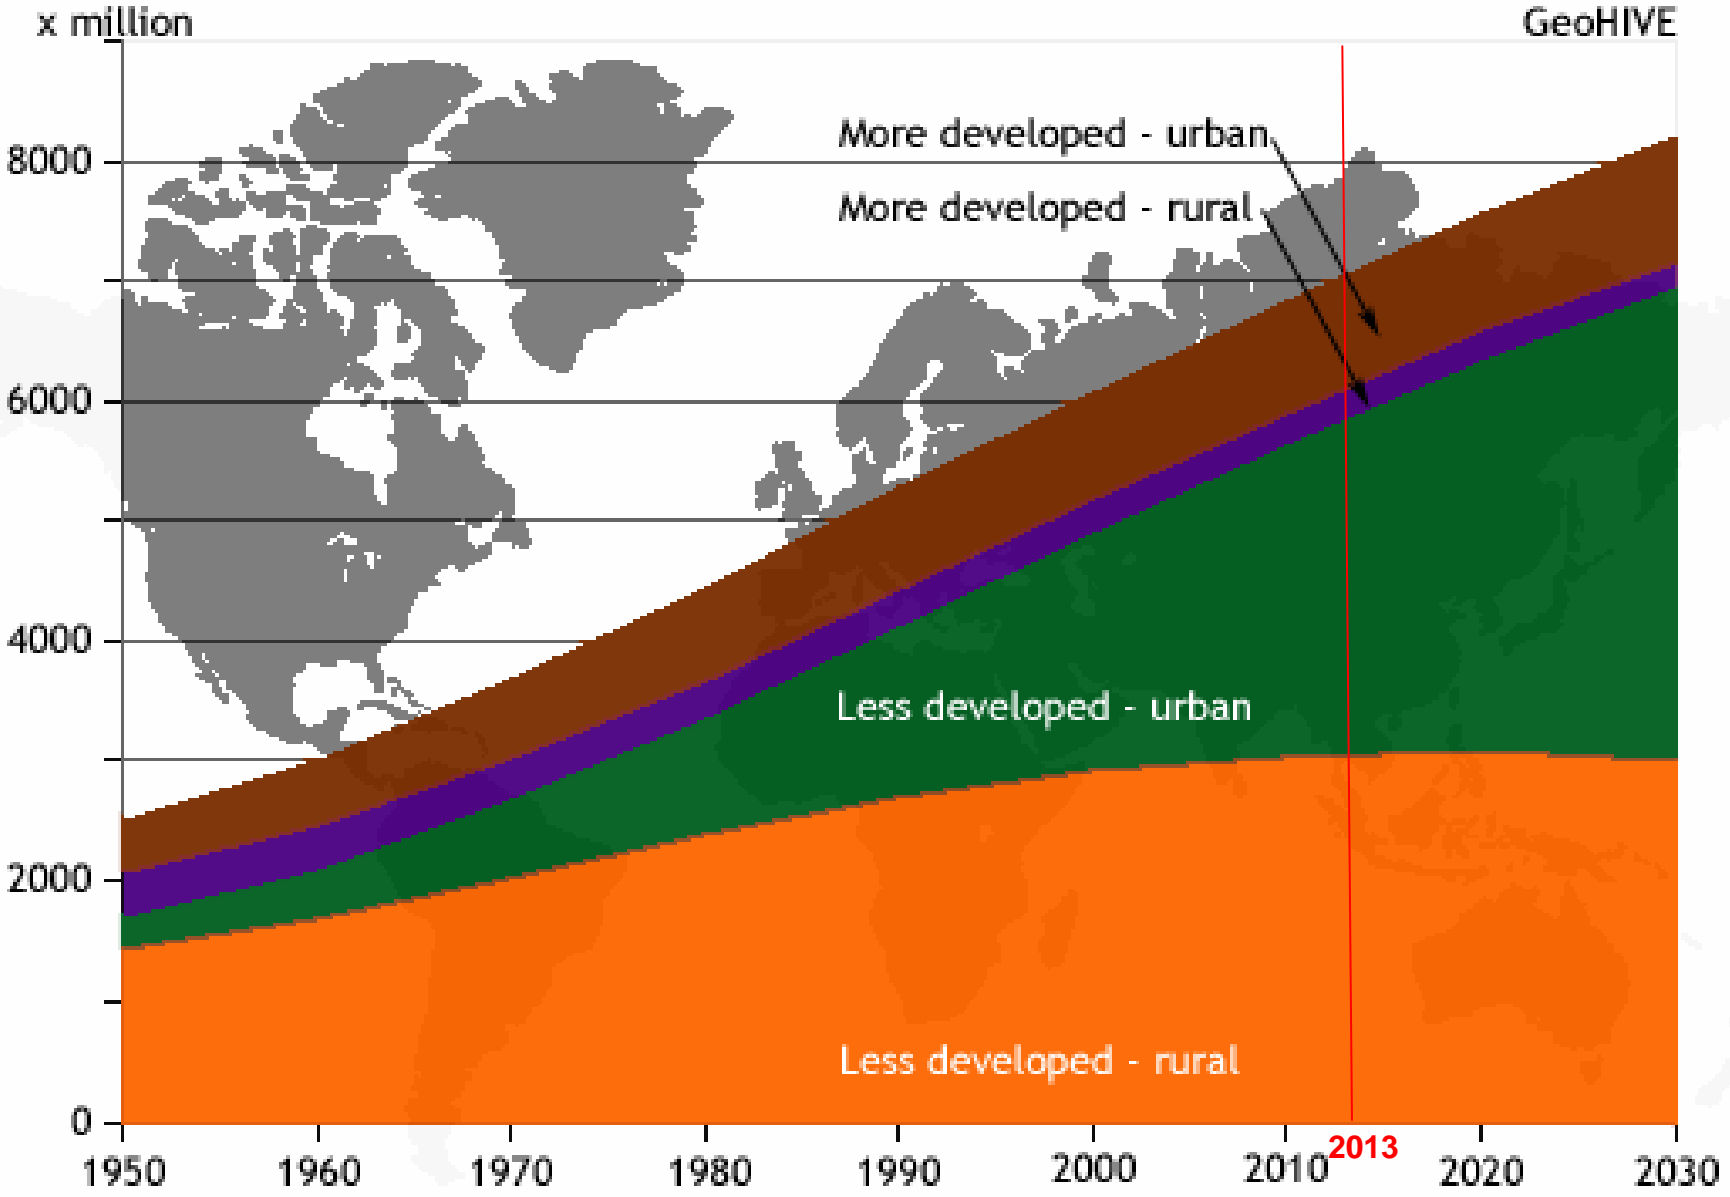 x million
GeoHIVE
More developed - urban
8000
More developed - rural
6000
4000
Less developed - urban
2000
Less developed - rural
0
1950 1960 1970 1980 1990 2000 2010 2013 2020 2030